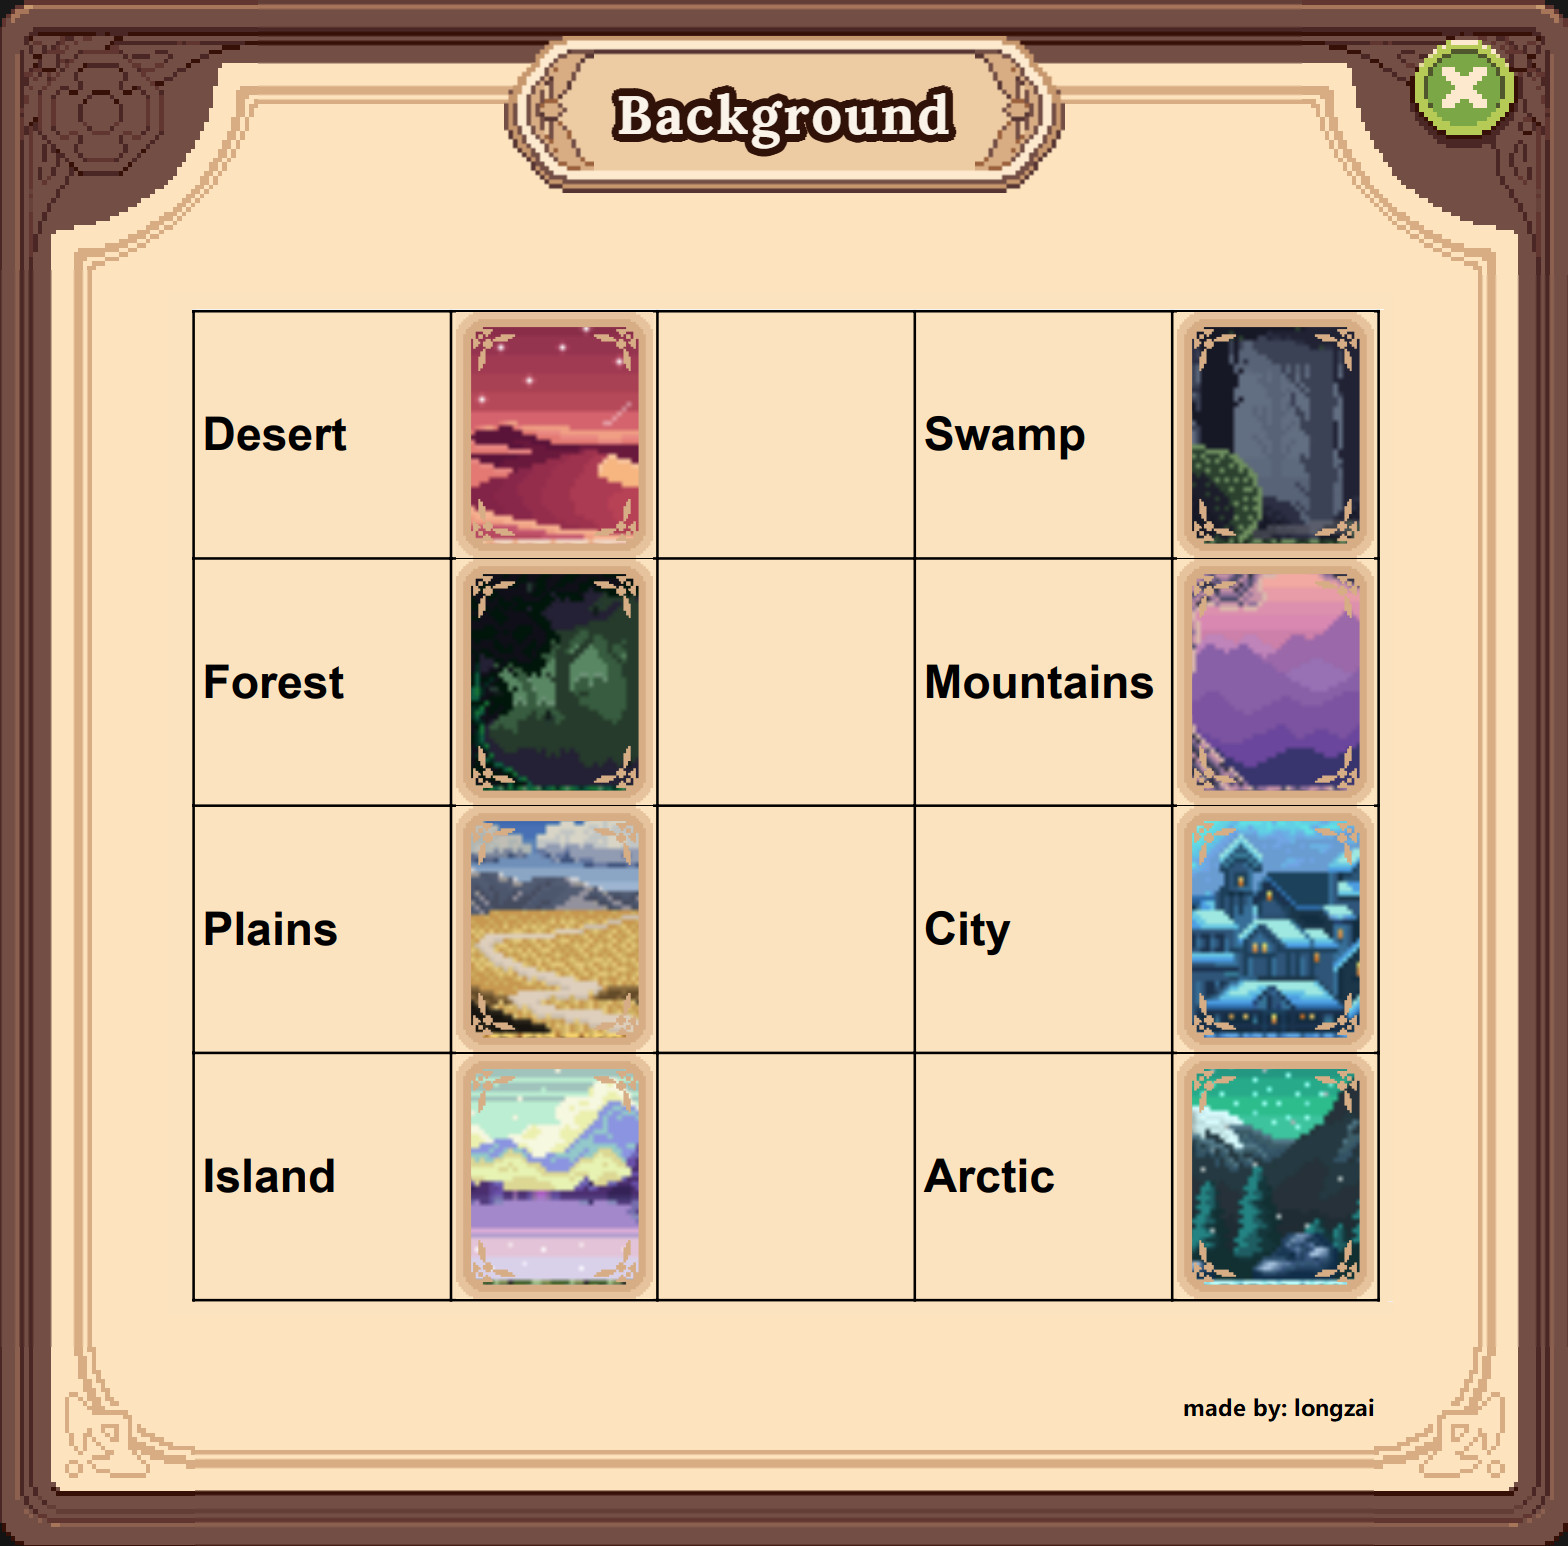 Background
Desert
Swamp
Forest
Mountains
Plains
City
Island
Arctic
made by: longzai